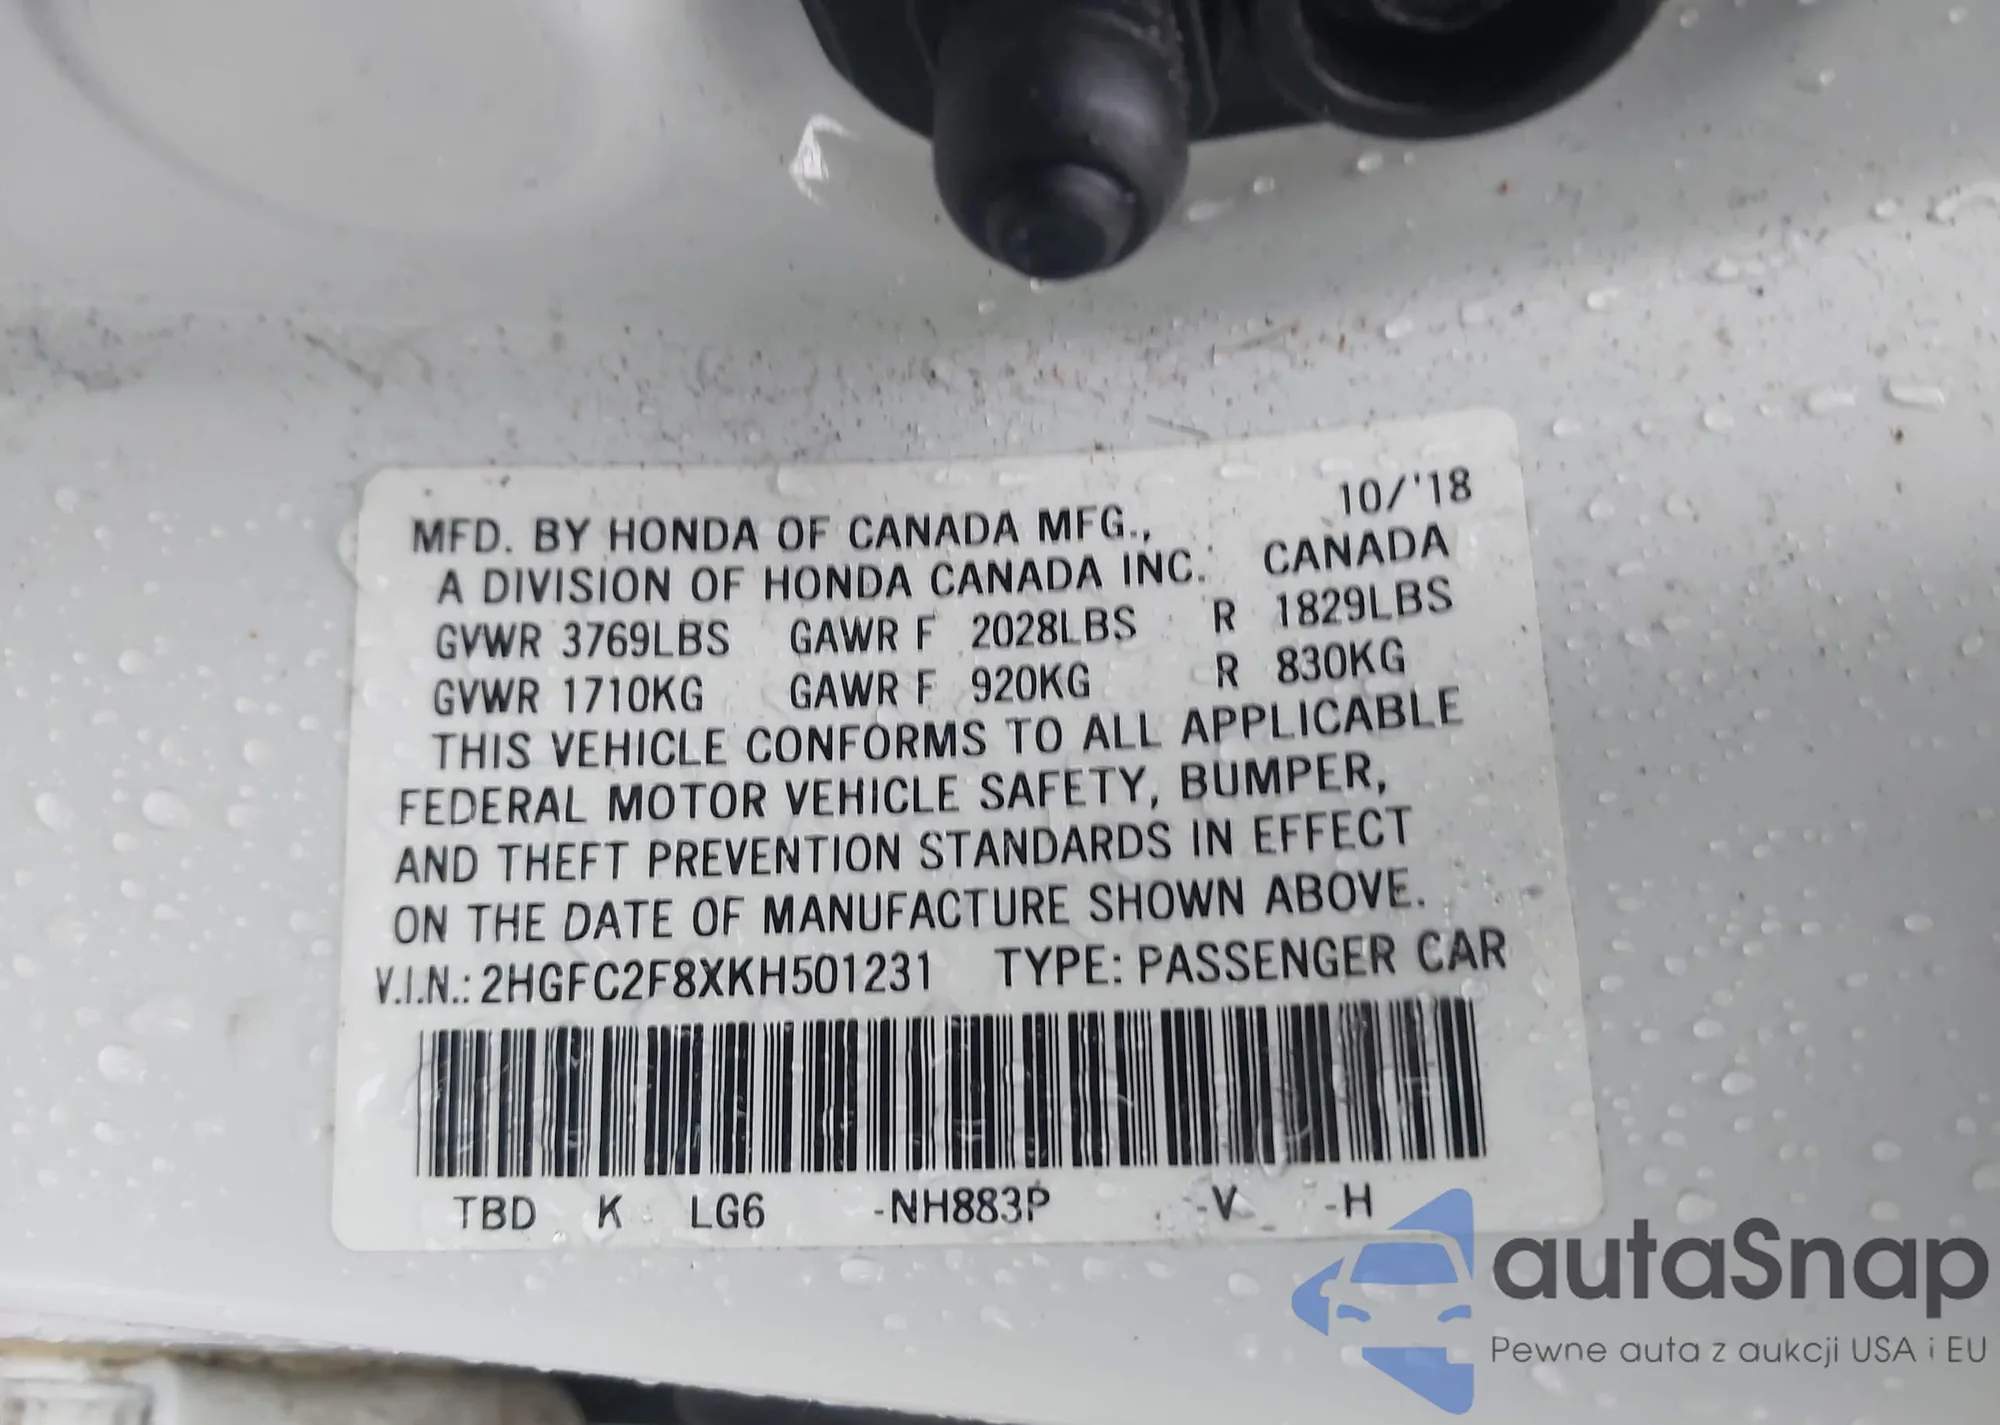 10/'18
MFD. BY HONDA OF CANADA MFG.,
A DIVISION OF HONDA CANADA INC. CANADA
GVWR 3769LBS GAWR F 2028LBS R 1829LBS
GVWR 1710KG GAWR F 920KG R 830KG
THIS VEHICLE CONFORMS TO ALL APPLICABLE
FEDERAL MOTOR VEHICLE SAFETY, BUMPER,
AND THEFT PREVENTION STANDARDS IN EFFECT
ON THE DATE OF MANUFACTURE SHOWN ABOVE.
V.I.N.: 2HGFC2F8XKH501231 TYPE: PASSENGER CAR
TBD K LG6 -NH883P -V -H
autaSnap
Pewne auta z aukcji USA i EU